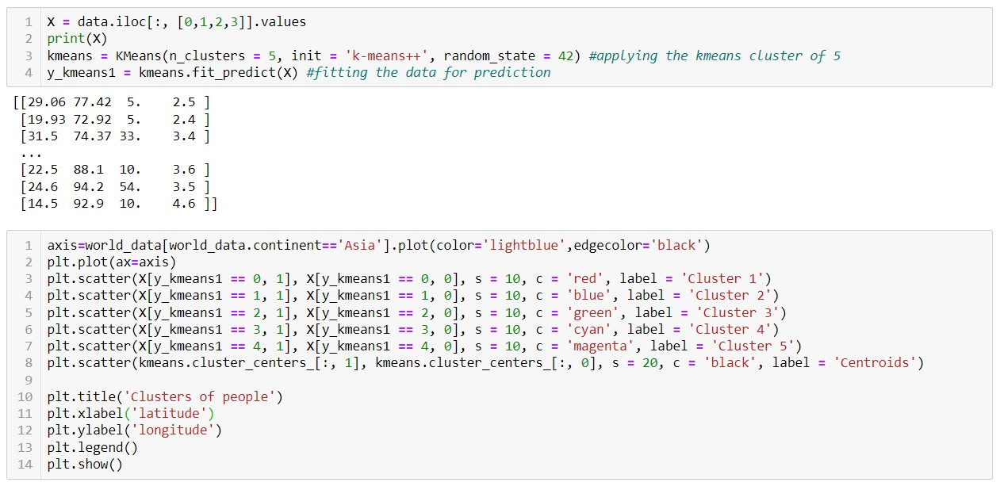 1 X = data.iloc[:, [0,1,2,3]].values
2 print(X)
3 kmeans = KMeans(n_clusters = 5, init = 'k-means++', random_state = 42) #applying the kmeans cluster of 5
4 y_kmeans1 = kmeans.fit_predict(X) #fitting the data for prediction
[[29.06 77.42  5.    2.5 ]
 [19.93 72.92  5.    2.4 ]
 [31.5  74.37 33.    3.4 ]
 ...
 [22.5  88.1  10.    3.6 ]
 [24.6  94.2  54.    3.5 ]
 [14.5  92.9  10.    4.6 ]]
1 axis=world_data[world_data.continent=='Asia'].plot(color='lightblue',edgecolor='black')
2 plt.plot(ax=axis)
3 plt.scatter(X[y_kmeans1 == 0, 1], X[y_kmeans1 == 0, 0], s = 10, c = 'red', label = 'Cluster 1')
4 plt.scatter(X[y_kmeans1 == 1, 1], X[y_kmeans1 == 1, 0], s = 10, c = 'blue', label = 'Cluster 2')
5 plt.scatter(X[y_kmeans1 == 2, 1], X[y_kmeans1 == 2, 0], s = 10, c = 'green', label = 'Cluster 3')
6 plt.scatter(X[y_kmeans1 == 3, 1], X[y_kmeans1 == 3, 0], s = 10, c = 'cyan', label = 'Cluster 4')
7 plt.scatter(X[y_kmeans1 == 4, 1], X[y_kmeans1 == 4, 0], s = 10, c = 'magenta', label = 'Cluster 5')
8 plt.scatter(kmeans.cluster_centers_[:, 1], kmeans.cluster_centers_[:, 0], s = 20, c = 'black', label = 'Centroids')
9
10 plt.title('Clusters of people')
11 plt.xlabel('latitude')
12 plt.ylabel('longitude')
13 plt.legend()
14 plt.show()